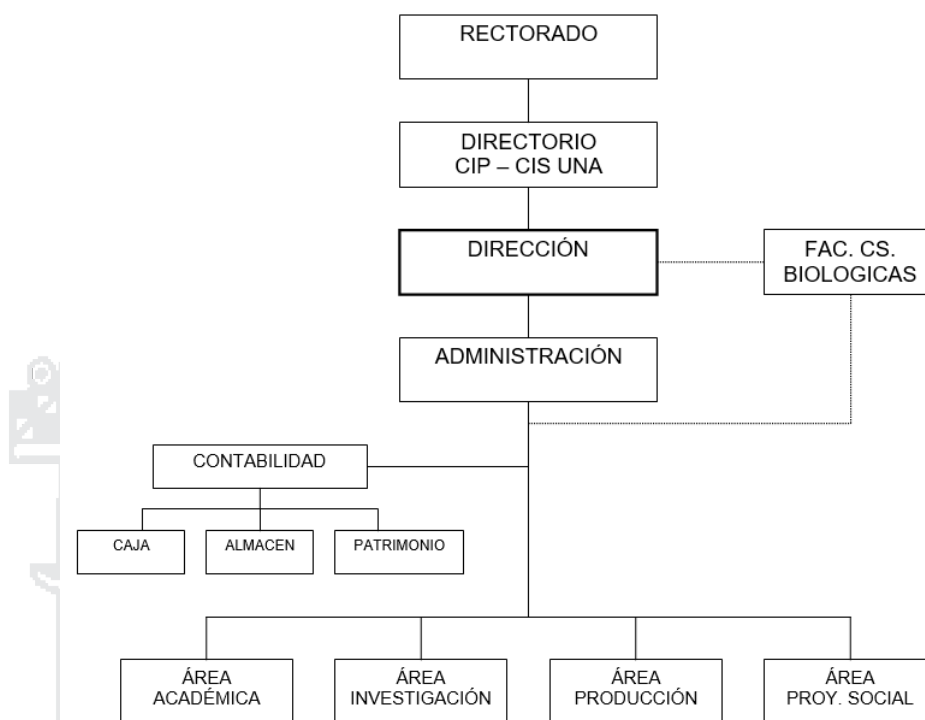 RECTORADO
DIRECTORIO
CIP – CIS UNA
DIRECCIÓN
FAC. CS.
BIOLOGICAS
ADMINISTRACIÓN
CONTABILIDAD
CAJA
ALMACEN
PATRIMONIO
ÁREA
ACADÉMICA
ÁREA
INVESTIGACIÓN
ÁREA
PRODUCCIÓN
ÁREA
PROY. SOCIAL